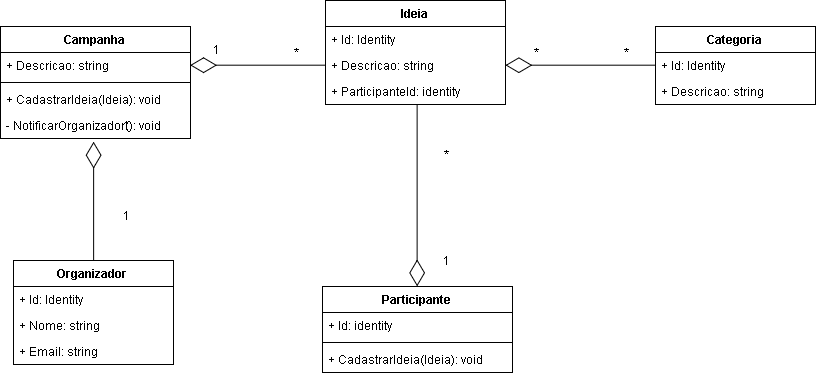 Campanha
+ Descricao: string
+ CadastrarIdeia(Ideia): void
- NotificarOrganizador(): void
1
*
Ideia
+ Id: Identity
+ Descricao: string
+ ParticipanteId: identity
*
*
Categoria
+ Id: Identity
+ Descricao: string
*
1
1
Organizador
+ Id: Identity
+ Nome: string
+ Email: string
Participante
+ Id: identity
+ CadastrarIdeia(Ideia): void